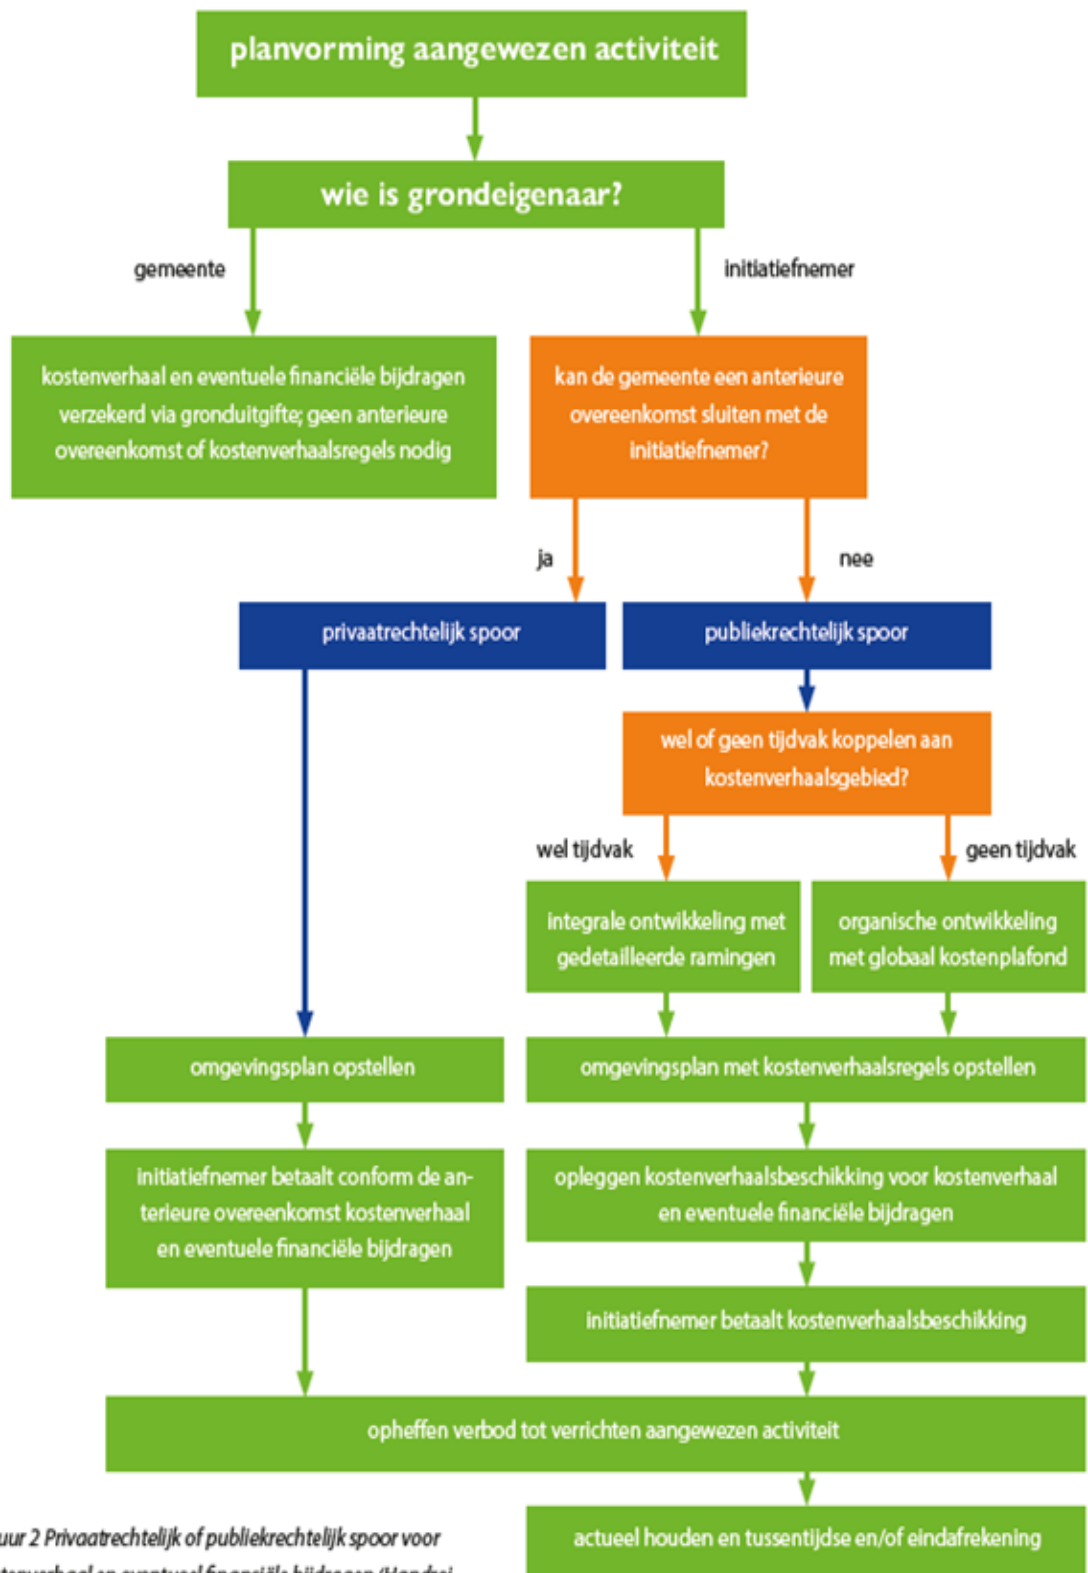 planvorming aangewezen activiteit
wie is grondeigenaar?
gemeente
initiatiefnemer
kostenverhaal en eventuele financiële bijdragen
verzekerd via gronduitgifte; geen anterieure
overeenkomst of kostenverhaalsregels nodig
kan de gemeente een anterieure
overeenkomst sluiten met de
initiatiefnemer?
ja
nee
privaatrechtelijk spoor
publiekrechtelijk spoor
wel of geen tijdvak koppelen aan
kostenverhaalsgebied?
wel tijdvak
geen tijdvak
integrale ontwikkeling met
gedetailleerde ramingen
organische ontwikkeling
met globaal kostenplafond
omgevingsplan opstellen
omgevingsplan met kostenverhaalsregels opstellen
initiatiefnemer betaalt conform de an-
terieure overeenkomst kostenverhaal
en eventuele financiële bijdragen
opleggen kostenverhaalsbeschikking voor kostenverhaal
en eventuele financiële bijdragen
initiatiefnemer betaalt kostenverhaalsbeschikking
opheffen verbod tot verrichten aangewezen activiteit
actueel houden en tussentijdse en/of eindafrekening
uur 2 Privaatrechtelijk of publiekrechtelijk spoor voor